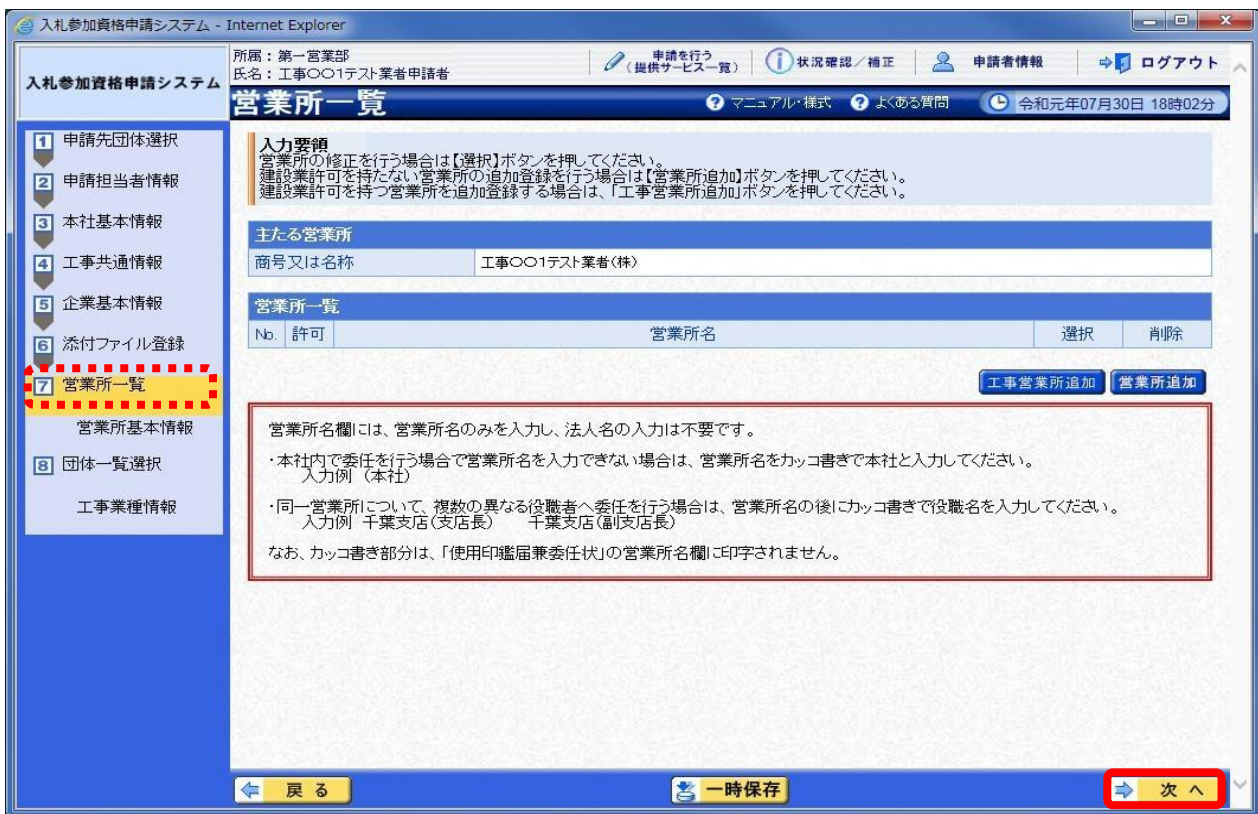 入札参加資格申請システム - Internet Explorer
入札参加資格申請システム
所属:第一営業部
氏名:工事〇〇1テスト業者申請者
申請を行う
(提供サービス一覧)
状況確認/補正
申請者情報
ログアウト
営業所一覧
マニュアル・様式
よくある質問
令和元年07月30日 18時02分
1 申請先団体選択
2 申請担当者情報
3 本社基本情報
4 工事共通情報
5 企業基本情報
6 添付ファイル登録
7 営業所一覧
営業所基本情報
8 団体一覧選択
工事業種情報
入力要領
営業所の修正を行う場合は【選択】ボタンを押してください。
建設業許可を持たない営業所の追加登録を行う場合は【営業所追加】ボタンを押してください。
建設業許可を持つ営業所を追加登録する場合は、「工事営業所追加」ボタンを押してください。
主たる営業所
商号又は名称 工事〇〇1テスト業者(株)
営業所一覧
No. 許可 営業所名 選択 削除
工事営業所追加 営業所追加
営業所名欄には、営業所名のみを入力し、法人名の入力は不要です。
・本社内で委任を行う場合で営業所名を入力できない場合は、営業所名をカッコ書きで本社と入力してください。
入力例 (本社)
・同一営業所について、複数の異なる役職者へ委任を行う場合は、営業所名の後にカッコ書きで役職名を入力してください。
入力例 千葉支店(支店長) 千葉支店(副支店長)
なお、カッコ書き部分は、「使用印鑑届兼委任状」の営業所名欄に印字されません。
戻る
一時保存
次へ